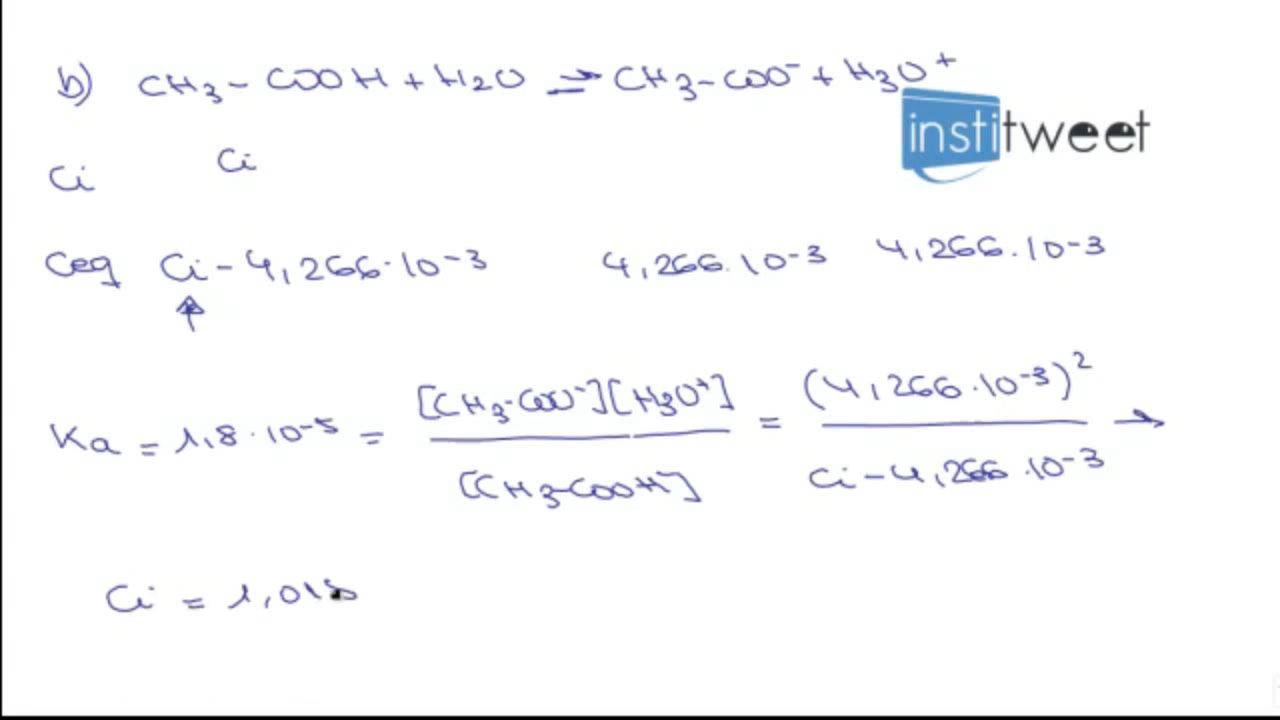 b) CH3 - COOH + H2O ⇌ CH3 - COO⁻ + H3O⁺
institweet
Ci Ci
Ceq Ci - 4,266·10⁻³ 4,266·10⁻³ 4,266·10⁻³
Ka = 1,8·10⁻⁵ = [CH3-COO⁻][H3O⁺] / [CH3-COOH] = (4,266·10⁻³)² / Ci - 4,266·10⁻³ →
Ci = 1,01